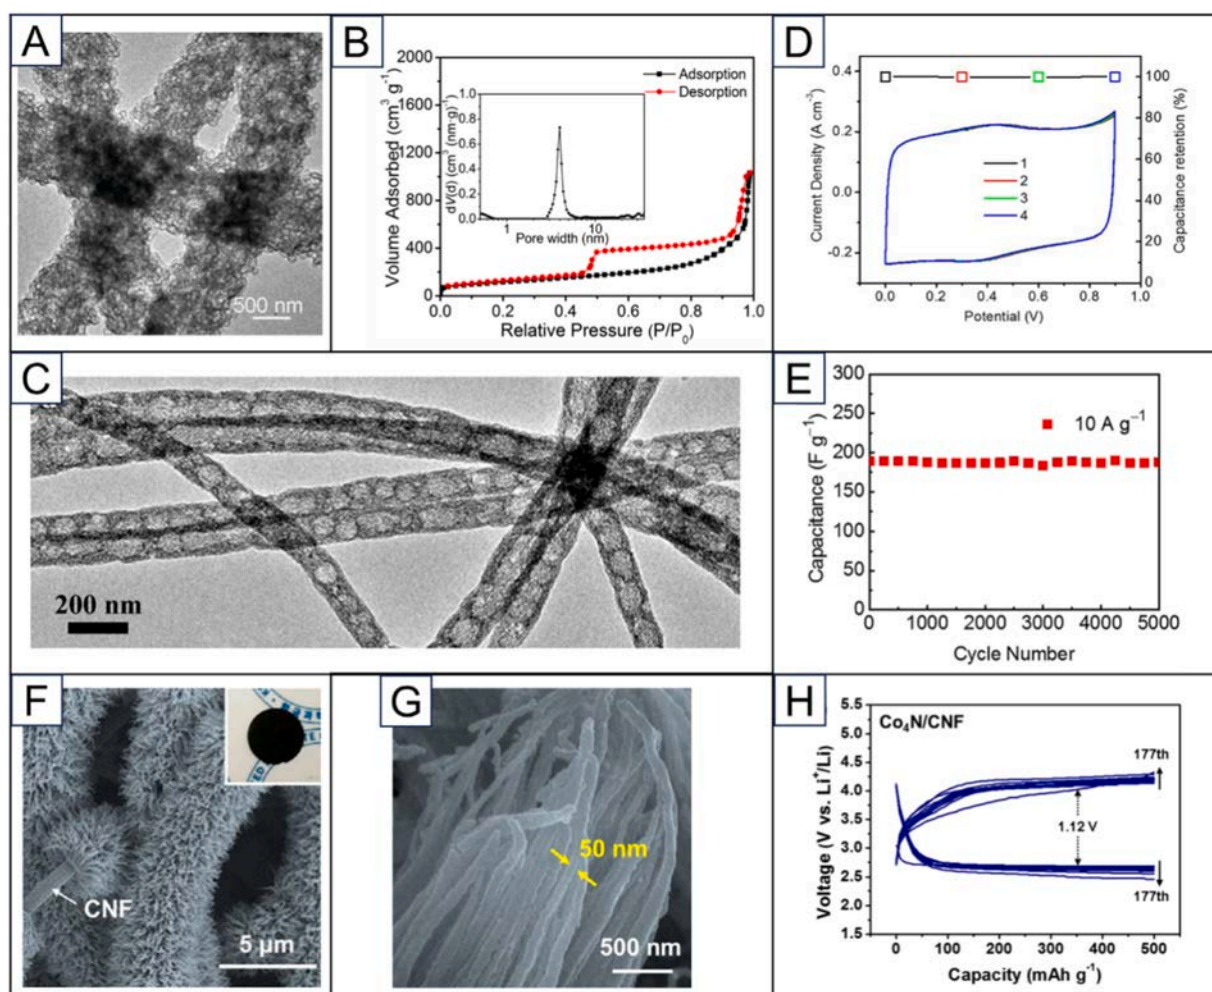 A
500 nm
B
2000
1600
1200
800
400
0
Volume Adsorbed (cm³ g⁻¹)
Adsorption
Desorption
1.0
0.8
0.6
0.4
0.2
0.0
dV(d) (cm³ (nm·g)⁻¹)
1 10
Pore width (nm)
0.0 0.2 0.4 0.6 0.8 1.0
Relative Pressure (P/P₀)
D
0.4
0.2
0.0
-0.2
Current Density (A cm⁻³)
1
2
3
4
100
80
60
40
20
10
0
Capacitance retention (%)
0.0 0.2 0.4 0.6 0.8 1.0
Potential (V)
C
200 nm
E
300
250
200
150
100
50
0
Capacitance (F g⁻¹)
10 A g⁻¹
0 1000 2000 3000 4000 5000
Cycle Number
F
CNF
5 µm
G
50 nm
500 nm
H
Co₄N/CNF
5.5
5.0
4.5
4.0
3.5
3.0
2.5
2.0
1.5
Voltage (V vs. Li⁺/Li)
177th
1.12 V
177th
0 100 200 300 400 500
Capacity (mAh g⁻¹)